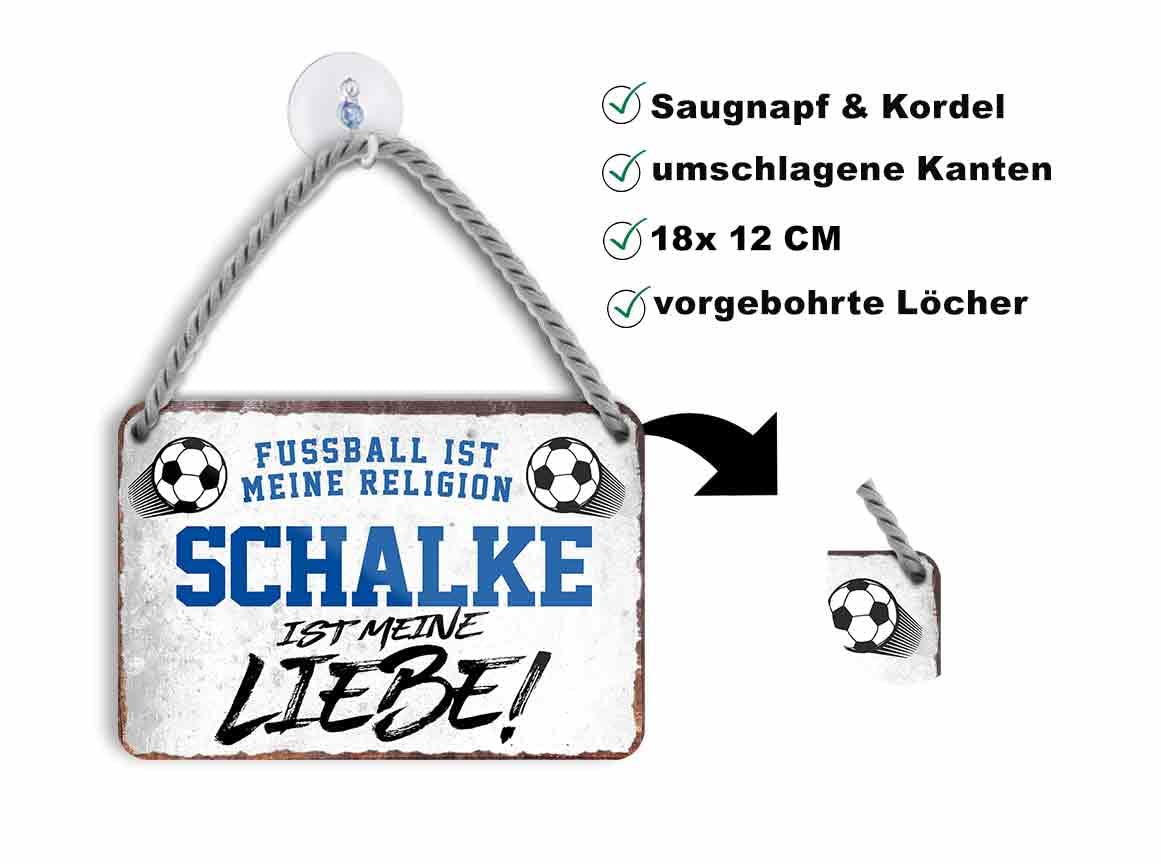 Saugnapf & Kordel
umschlagene Kanten
18x 12 CM
vorgebohrte Löcher
FUSSBALL IST
MEINE RELIGION
SCHALKE
IST MEINE
LIEBE!